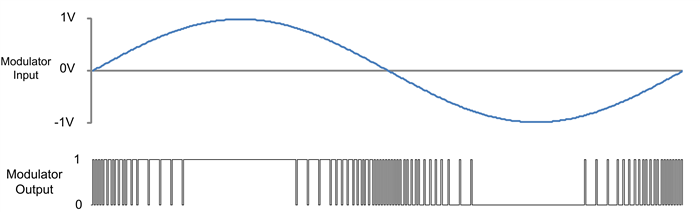 1V
Modulator
Input
0V
-1V
Modulator
Output
1
0